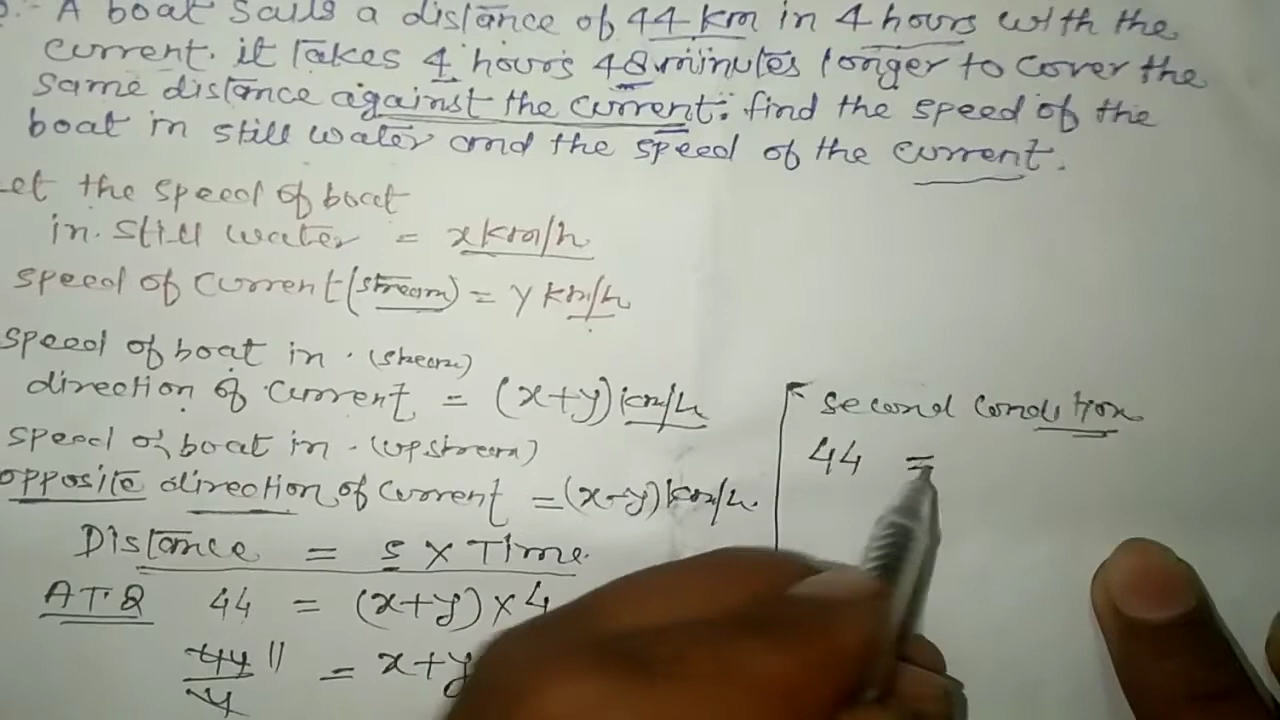 A boat sails a distance of 44 km in 4 hours with the
current. it takes 4 hours 48 minutes longer to cover the
same distance against the current. find the speed of the
boat in still water and the speed of the current.
Let the speed of boat
in still water = x km/h
speed of current (stream) = y km/h
speed of boat in (stream)
direction of current = (x+y) km/h
speed of boat in (upstream)
opposite direction of current = (x-y) km/h.
Distance = s × Time
ATQ 44 = (x+y)×4
44/4 11 = x+y
second condition
44 =